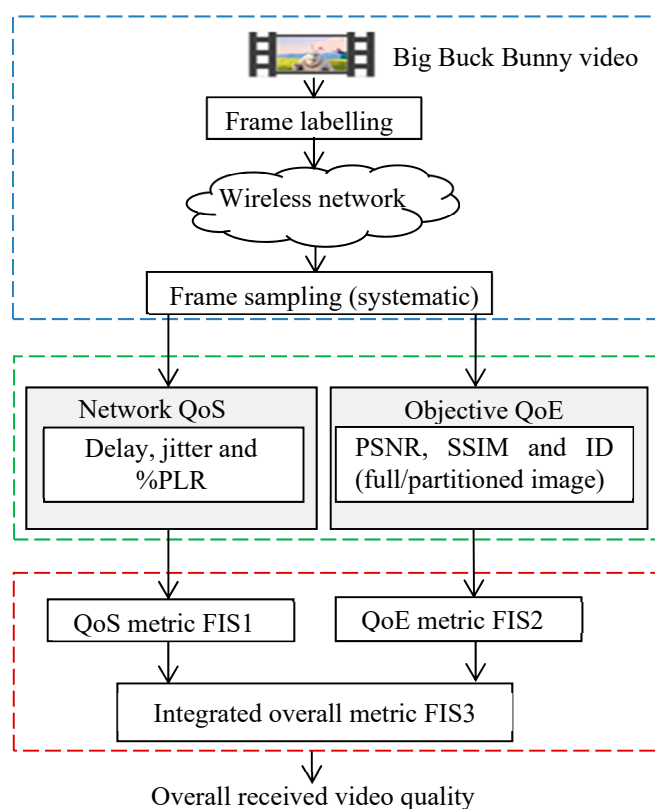 Big Buck Bunny video
Frame labelling
Wireless network
Frame sampling (systematic)
Network QoS
Delay, jitter and
%PLR
Objective QoE
PSNR, SSIM and ID
(full/partitioned image)
QoS metric FIS1
QoE metric FIS2
Integrated overall metric FIS3
Overall received video quality